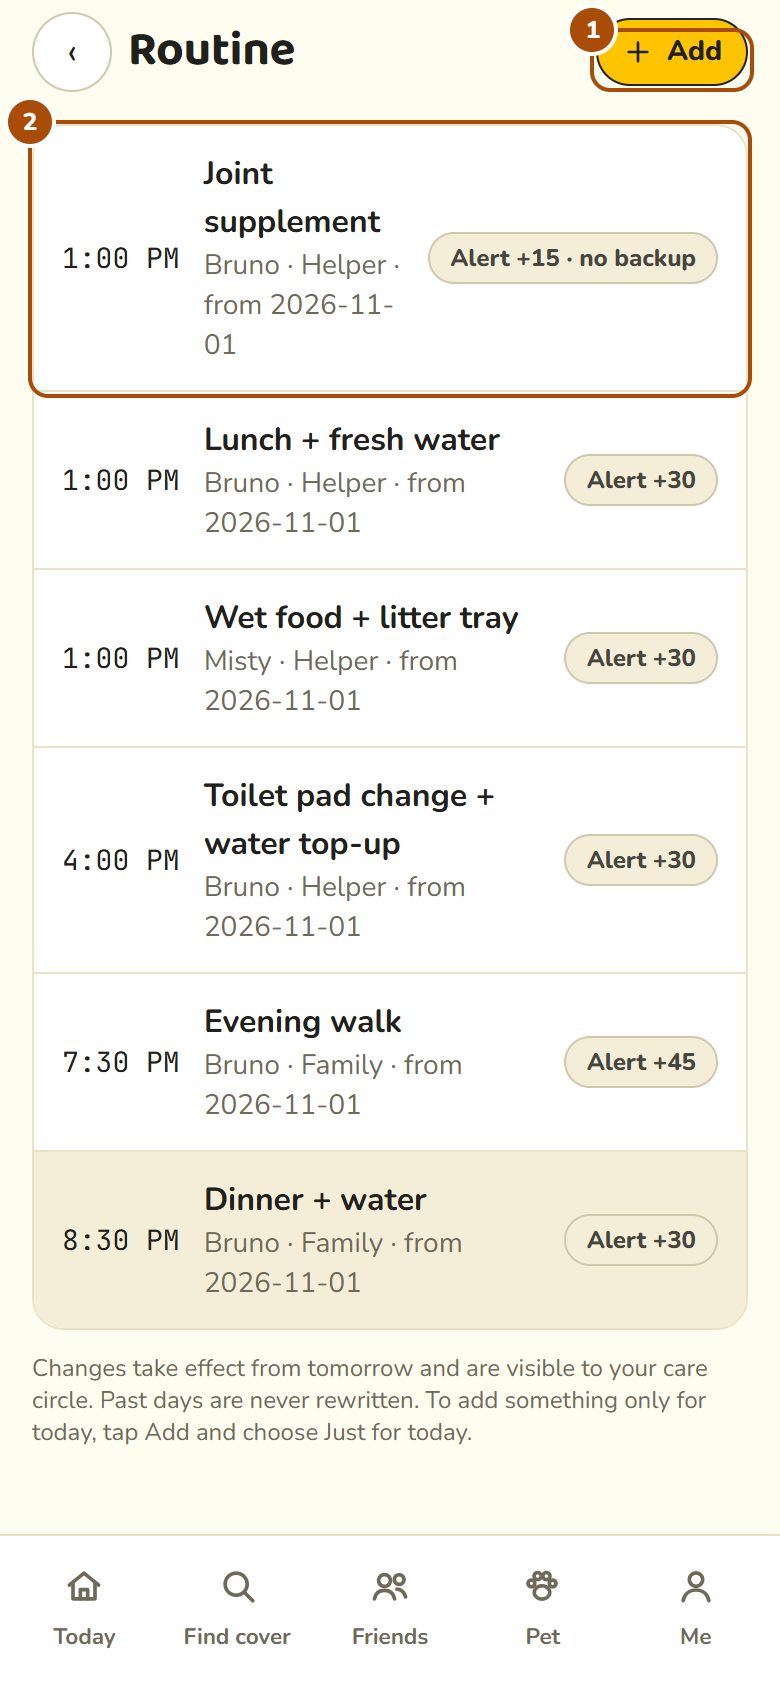 ‹ Routine
1 + Add
2
Joint
supplement
1:00 PM
Bruno · Helper ·
from 2026-11-
01
Alert +15 · no backup
Lunch + fresh water
1:00 PM
Bruno · Helper · from
2026-11-01
Alert +30
Wet food + litter tray
1:00 PM
Misty · Helper · from
2026-11-01
Alert +30
Toilet pad change +
water top-up
4:00 PM
Bruno · Helper · from
2026-11-01
Alert +30
Evening walk
7:30 PM
Bruno · Family · from
2026-11-01
Alert +45
Dinner + water
8:30 PM
Bruno · Family · from
2026-11-01
Alert +30
Changes take effect from tomorrow and are visible to your care
circle. Past days are never rewritten. To add something only for
today, tap Add and choose Just for today.
Today Find cover Friends Pet Me